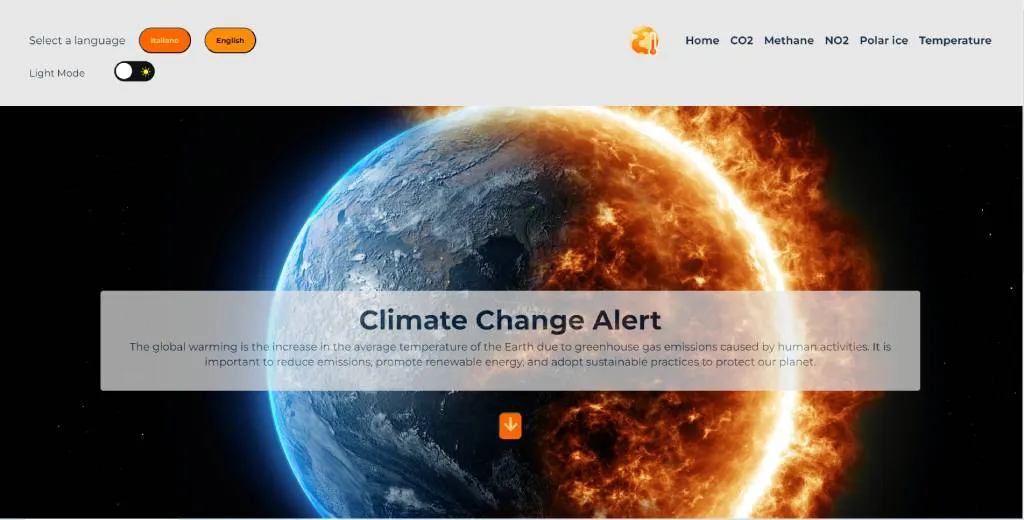 Select a language
Italiano
English
Home
CO2
Methane
NO2
Polar ice
Temperature
Light Mode
Climate Change Alert
The global warming is the increase in the average temperature of the Earth due to greenhouse gas emissions caused by human activities. It is
important to reduce emissions, promote renewable energy, and adopt sustainable practices to protect our planet.